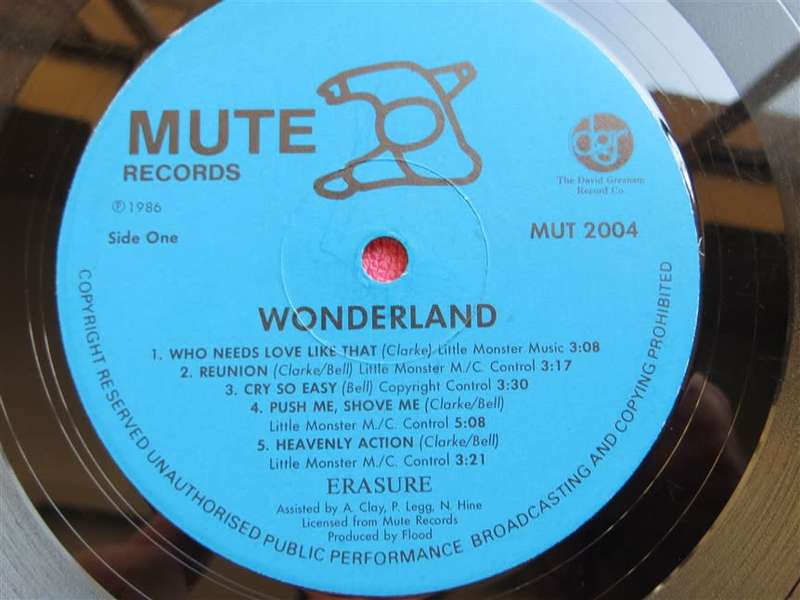 MUTE
RECORDS
dgr
The David Gresham
Record Co.
℗1986
Side One
MUT 2004
WONDERLAND
1. WHO NEEDS LOVE LIKE THAT (Clarke) Little Monster Music 3:08
2. REUNION (Clarke/Bell) Little Monster M./C. Control 3:17
3. CRY SO EASY (Bell) Copyright Control 3:30
4. PUSH ME, SHOVE ME (Clarke/Bell)
Little Monster M./C. Control 5:08
5. HEAVENLY ACTION (Clarke/Bell)
Little Monster M./C. Control 3:21
ERASURE
Assisted by A. Clay, P. Legg, N. Hine
Licensed from Mute Records
Produced by Flood
COPYRIGHT RESERVED UNAUTHORISED PUBLIC PERFORMANCE BROADCASTING AND COPYING PROHIBITED